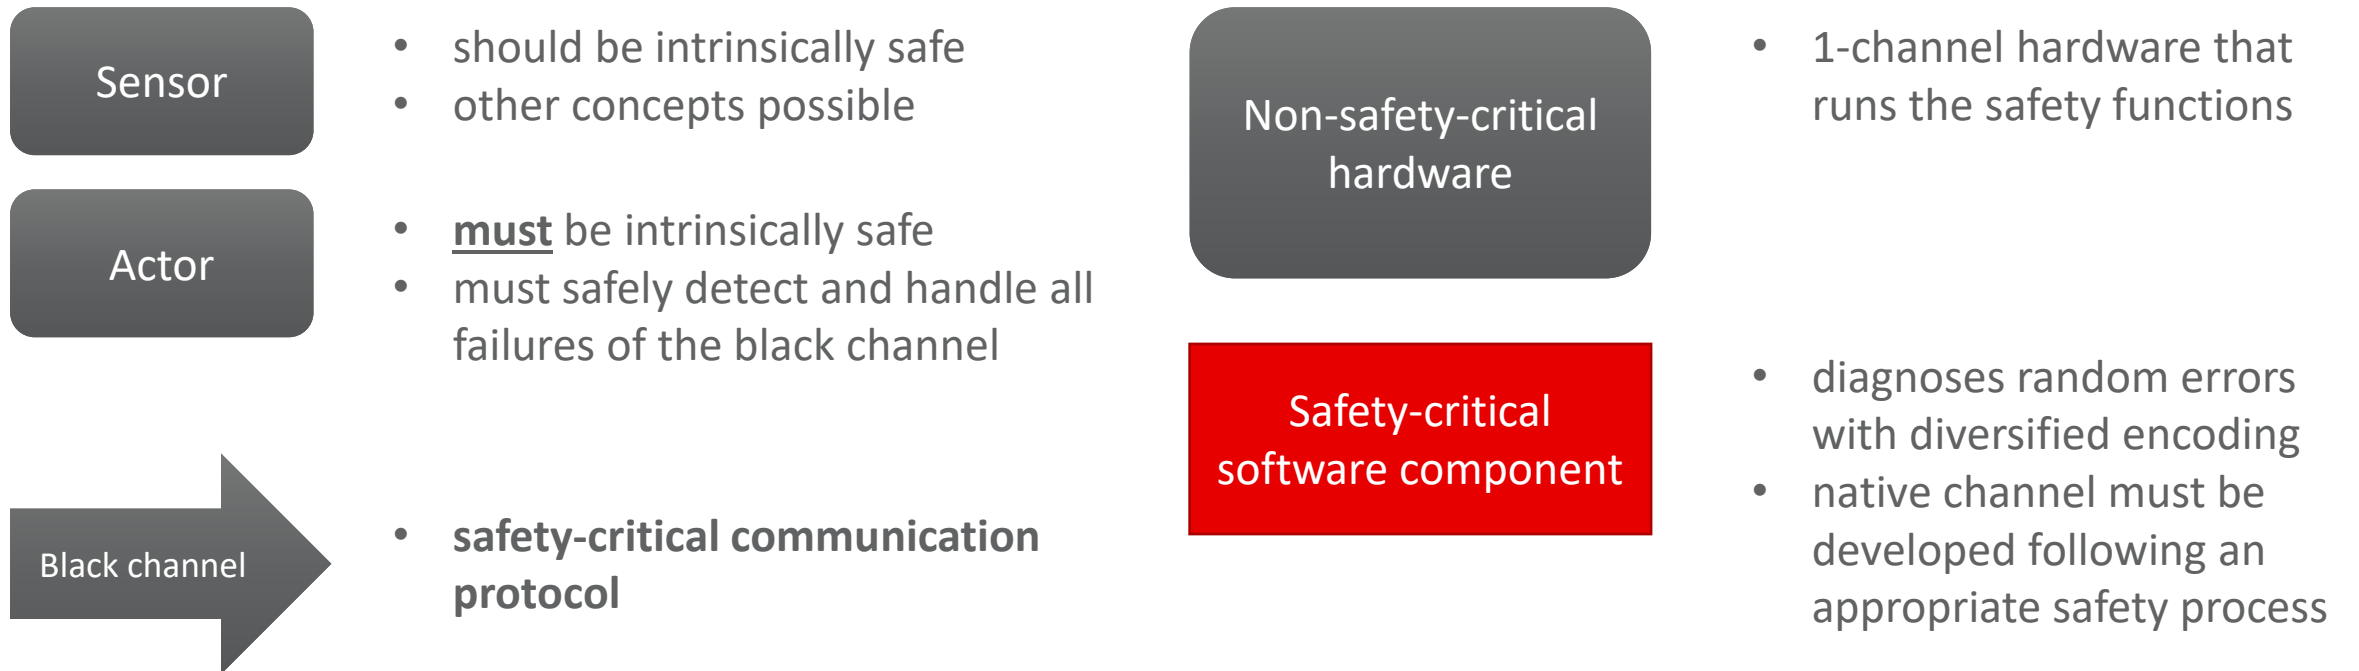 Sensor
• should be intrinsically safe
• other concepts possible
Actor
• must be intrinsically safe
• must safely detect and handle all
failures of the black channel
Black channel
• safety-critical communication
protocol
Non-safety-critical
hardware
• 1-channel hardware that
runs the safety functions
Safety-critical
software component
• diagnoses random errors
with diversified encoding
• native channel must be
developed following an
appropriate safety process